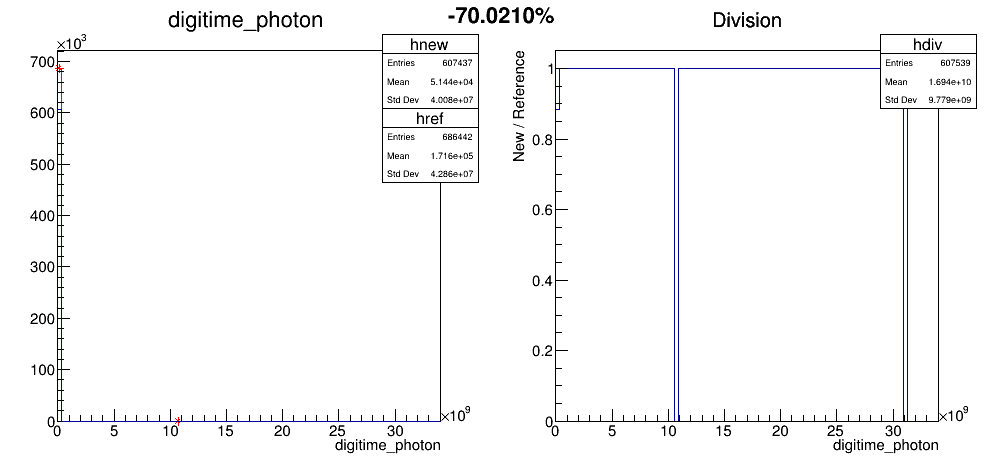 -70.0210%
digitime_photon
×10³
700
600
500
400
300
200
100
0
0 5 10 15 20 25 30
×10⁹
digitime_photon
hnew
Entries 607437
Mean 5.144e+04
Std Dev 4.008e+07
href
Entries 686442
Mean 1.716e+05
Std Dev 4.286e+07
Division
New / Reference
1
0.8
0.6
0.4
0.2
0
0 5 10 15 20 25 30
×10⁹
digitime_photon
hdiv
Entries 607539
Mean 1.694e+10
Std Dev 9.779e+09